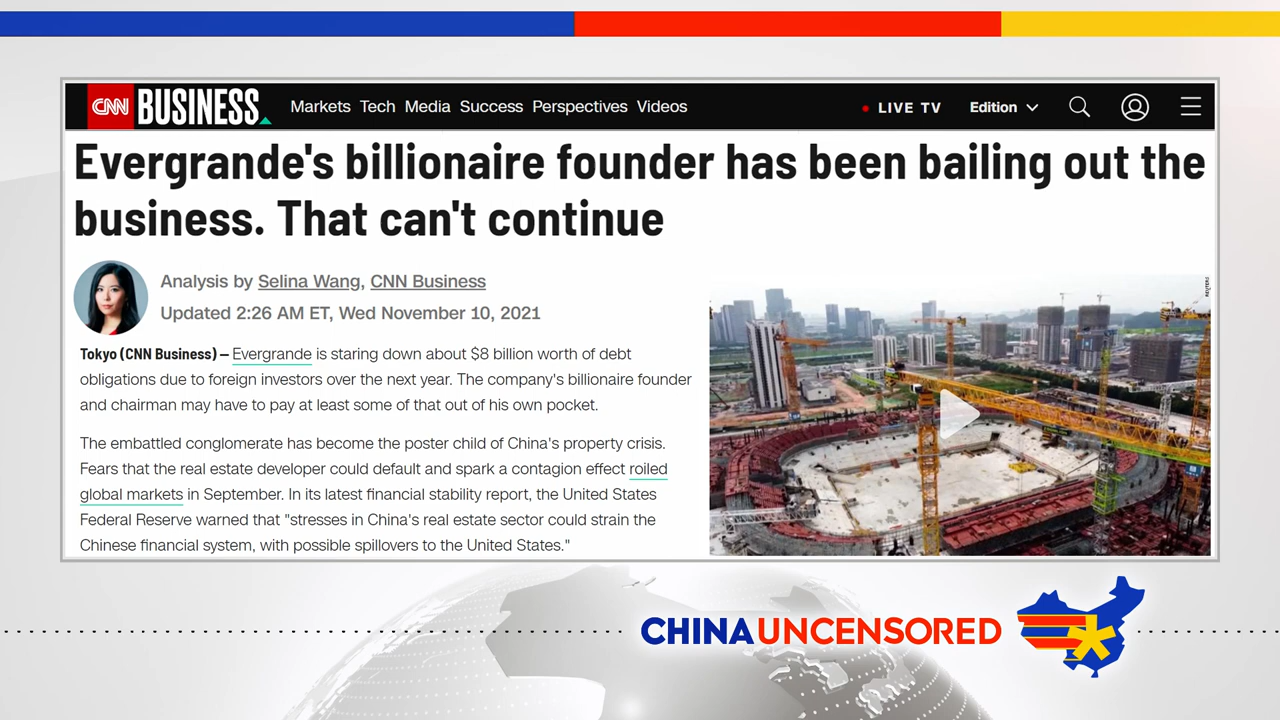 CNN BUSINESS
Markets Tech Media Success Perspectives Videos
LIVE TV Edition
Evergrande's billionaire founder has been bailing out the
business. That can't continue
Analysis by Selina Wang, CNN Business
Updated 2:26 AM ET, Wed November 10, 2021
REUTERS
Tokyo (CNN Business) – Evergrande is staring down about $8 billion worth of debt
obligations due to foreign investors over the next year. The company's billionaire founder
and chairman may have to pay at least some of that out of his own pocket.
The embattled conglomerate has become the poster child of China's property crisis.
Fears that the real estate developer could default and spark a contagion effect roiled
global markets in September. In its latest financial stability report, the United States
Federal Reserve warned that "stresses in China's real estate sector could strain the
Chinese financial system, with possible spillovers to the United States."
CHINA UNCENSORED